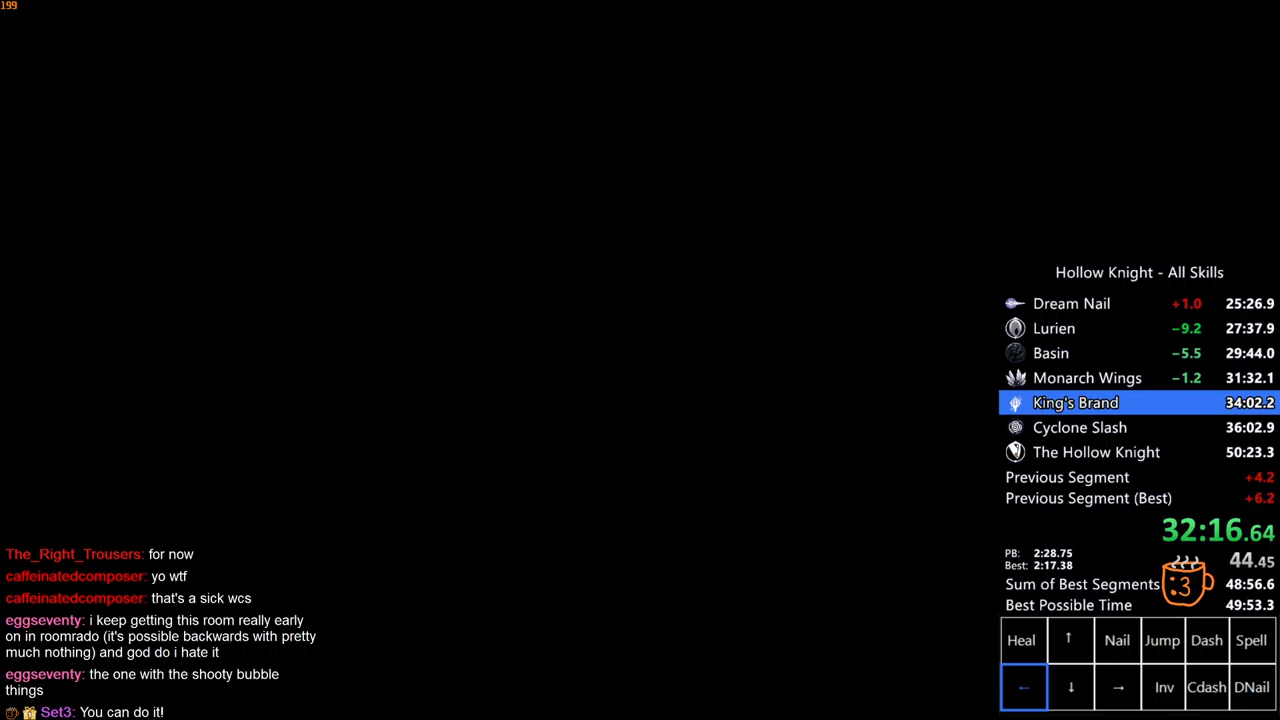 199
Hollow Knight - All Skills
Dream Nail +1.0 25:26.9
Lurien −9.2 27:37.9
Basin −5.5 29:44.0
Monarch Wings −1.2 31:32.1
King's Brand 34:02.2
Cyclone Slash 36:02.9
The Hollow Knight 50:23.3
Previous Segment +4.2
Previous Segment (Best) +6.2
32:16.64
PB: 2:28.75
Best: 2:17.38
44.45
Sum of Best Segments 48:56.6
Best Possible Time 49:53.3
Heal ↑ Nail Jump Dash Spell
← ↓ → Inv Cdash DNail
The_Right_Trousers: for now
caffeinatedcomposer: yo wtf
caffeinatedcomposer: that's a sick wcs
eggseventy: i keep getting this room really early
on in roomrado (it's possible backwards with pretty
much nothing) and god do i hate it
eggseventy: the one with the shooty bubble
things
Set3: You can do it!